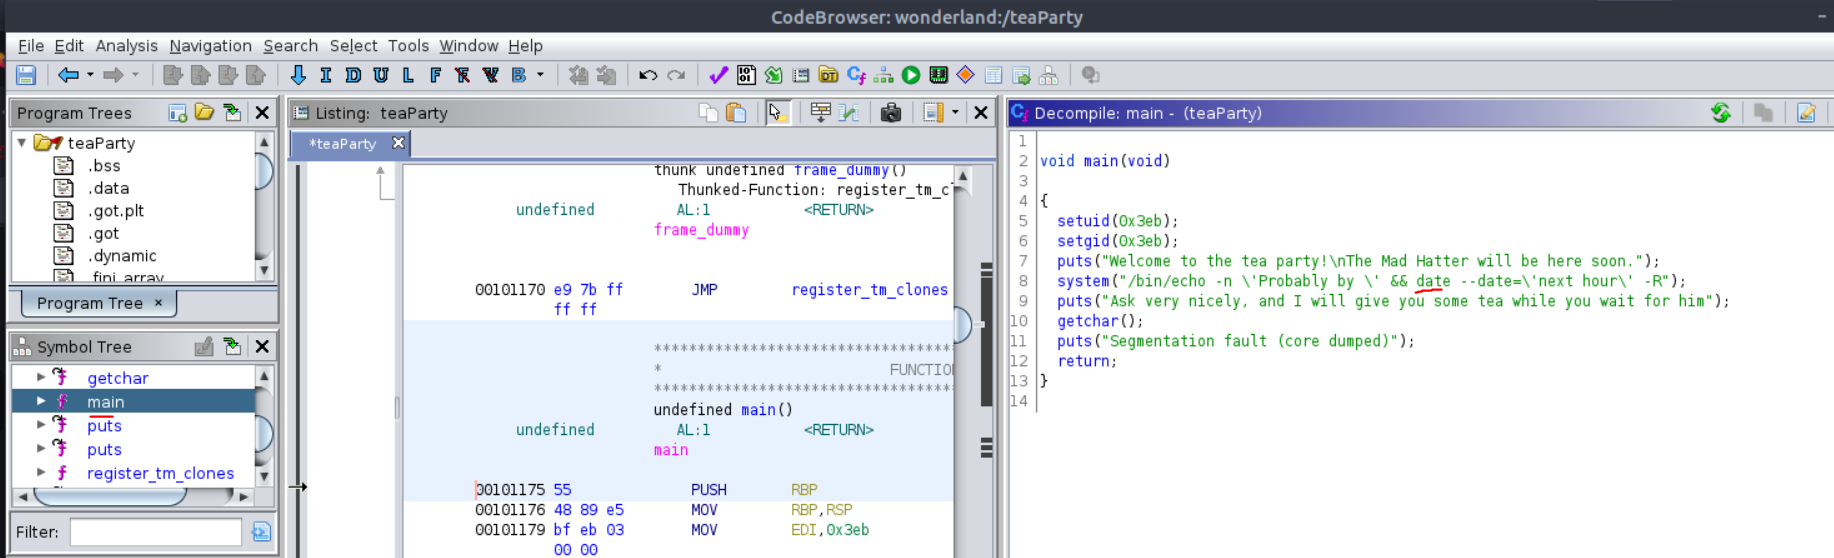 CodeBrowser: wonderland:/teaParty
File Edit Analysis Navigation Search Select Tools Window Help
I D U L F B
Program Trees
teaParty
.bss
.data
.got.plt
.got
.dynamic
.fini_array
Program Tree ×
Symbol Tree
getchar
main
puts
puts
register_tm_clones
Filter:
Listing: teaParty
*teaParty
thunk undefined frame_dummy()
Thunked-Function: register_tm_c
undefined AL:1 <RETURN>
frame_dummy
00101170 e9 7b ff JMP register_tm_clones
ff ff
*************************************
* FUNCTIO
*************************************
undefined main()
undefined AL:1 <RETURN>
main
00101175 55 PUSH RBP
00101176 48 89 e5 MOV RBP,RSP
00101179 bf eb 03 MOV EDI,0x3eb
00 00
Decompile: main - (teaParty)
1
2 void main(void)
3
4 {
5 setuid(0x3eb);
6 setgid(0x3eb);
7 puts("Welcome to the tea party!\nThe Mad Hatter will be here soon.");
8 system("/bin/echo -n \'Probably by \' && date --date=\'next hour\' -R");
9 puts("Ask very nicely, and I will give you some tea while you wait for him");
10 getchar();
11 puts("Segmentation fault (core dumped)");
12 return;
13 }
14